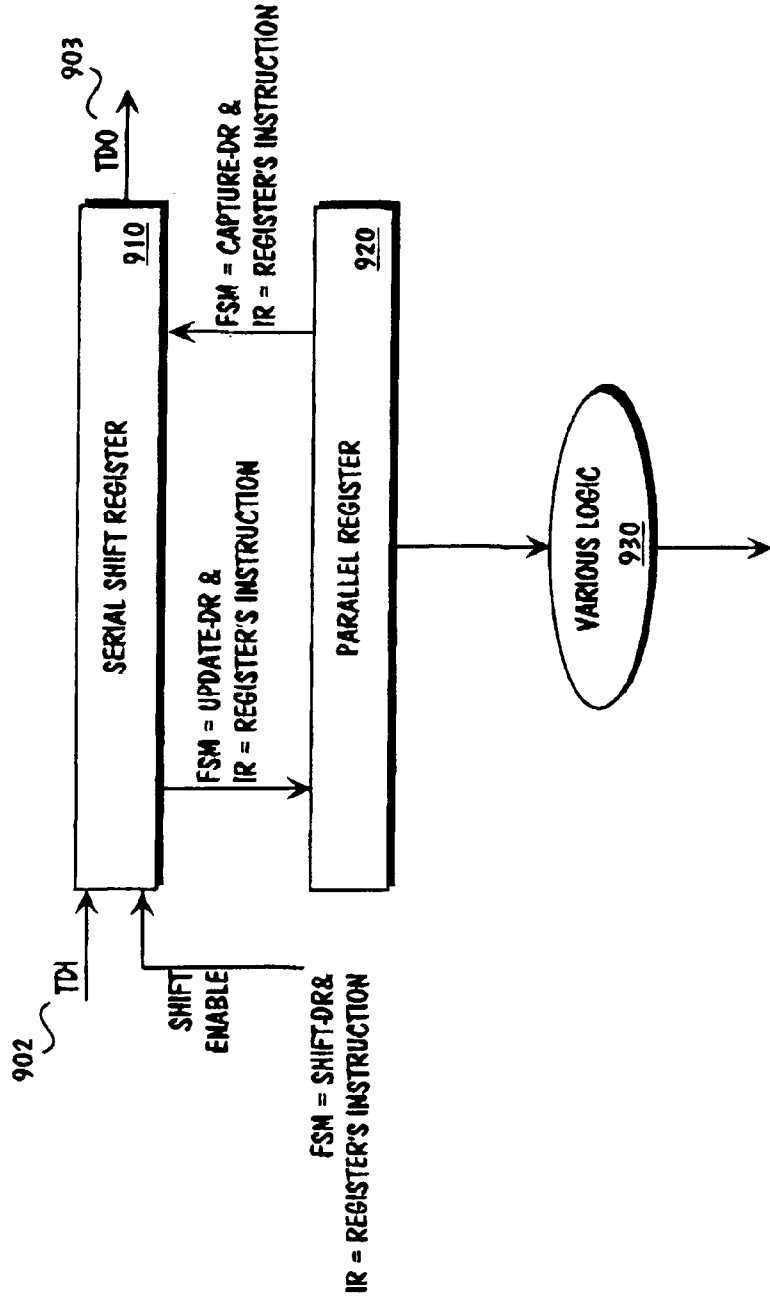 902
TDI
SHIFT
ENABLE
FSM = SHIFT-DR&
IR = REGISTER'S INSTRUCTION
SERIAL SHIFT REGISTER
910
TDO
903
FSM = UPDATE-DR &
IR = REGISTER'S INSTRUCTION
FSM = CAPTURE-DR &
IR = REGISTER'S INSTRUCTION
PARALLEL REGISTER
920
VARIOUS LOGIC
930